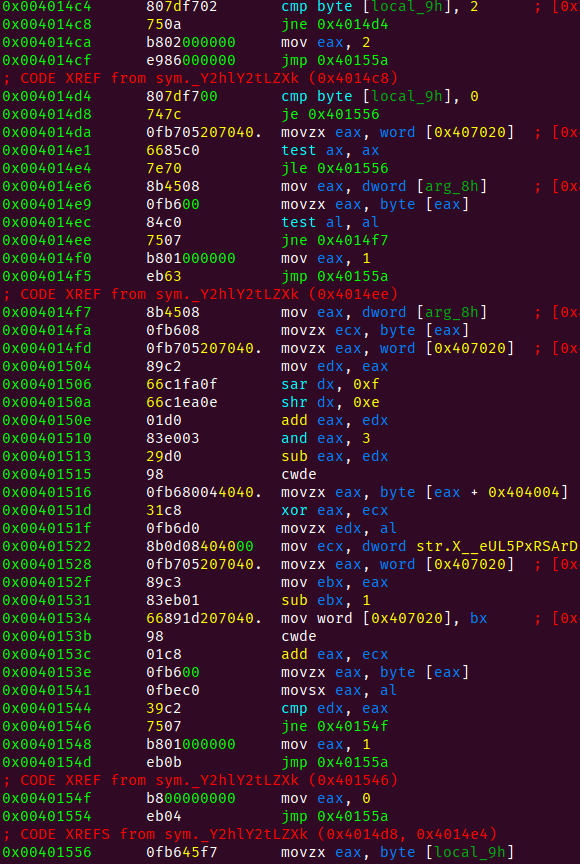 0x004014c4 807df702 cmp byte [local_9h], 2 ; [0x
0x004014c8 750a jne 0x4014d4
0x004014ca b802000000 mov eax, 2
0x004014cf e986000000 jmp 0x40155a
; CODE XREF from sym._Y2hlY2tLZXk (0x4014c8)
0x004014d4 807df700 cmp byte [local_9h], 0
0x004014d8 747c je 0x401556
0x004014da 0fb705207040. movzx eax, word [0x407020] ; [0x
0x004014e1 6685c0 test ax, ax
0x004014e4 7e70 jle 0x401556
0x004014e6 8b4508 mov eax, dword [arg_8h] ; [0x
0x004014e9 0fb600 movzx eax, byte [eax]
0x004014ec 84c0 test al, al
0x004014ee 7507 jne 0x4014f7
0x004014f0 b801000000 mov eax, 1
0x004014f5 eb63 jmp 0x40155a
; CODE XREF from sym._Y2hlY2tLZXk (0x4014ee)
0x004014f7 8b4508 mov eax, dword [arg_8h] ; [0x
0x004014fa 0fb608 movzx ecx, byte [eax]
0x004014fd 0fb705207040. movzx eax, word [0x407020] ; [0x
0x00401504 89c2 mov edx, eax
0x00401506 66c1fa0f sar dx, 0xf
0x0040150a 66c1ea0e shr dx, 0xe
0x0040150e 01d0 add eax, edx
0x00401510 83e003 and eax, 3
0x00401513 29d0 sub eax, edx
0x00401515 98 cwde
0x00401516 0fb680044040. movzx eax, byte [eax + 0x404004]
0x0040151d 31c8 xor eax, ecx
0x0040151f 0fb6d0 movzx edx, al
0x00401522 8b0d08404000 mov ecx, dword str.X__eUL5PxRSArD
0x00401528 0fb705207040. movzx eax, word [0x407020] ; [0x
0x0040152f 89c3 mov ebx, eax
0x00401531 83eb01 sub ebx, 1
0x00401534 66891d207040. mov word [0x407020], bx ; [0x
0x0040153b 98 cwde
0x0040153c 01c8 add eax, ecx
0x0040153e 0fb600 movzx eax, byte [eax]
0x00401541 0fbec0 movsx eax, al
0x00401544 39c2 cmp edx, eax
0x00401546 7507 jne 0x40154f
0x00401548 b801000000 mov eax, 1
0x0040154d eb0b jmp 0x40155a
; CODE XREF from sym._Y2hlY2tLZXk (0x401546)
0x0040154f b800000000 mov eax, 0
0x00401554 eb04 jmp 0x40155a
; CODE XREFS from sym._Y2hlY2tLZXk (0x4014d8, 0x4014e4)
0x00401556 0fb645f7 movzx eax, byte [local_9h]